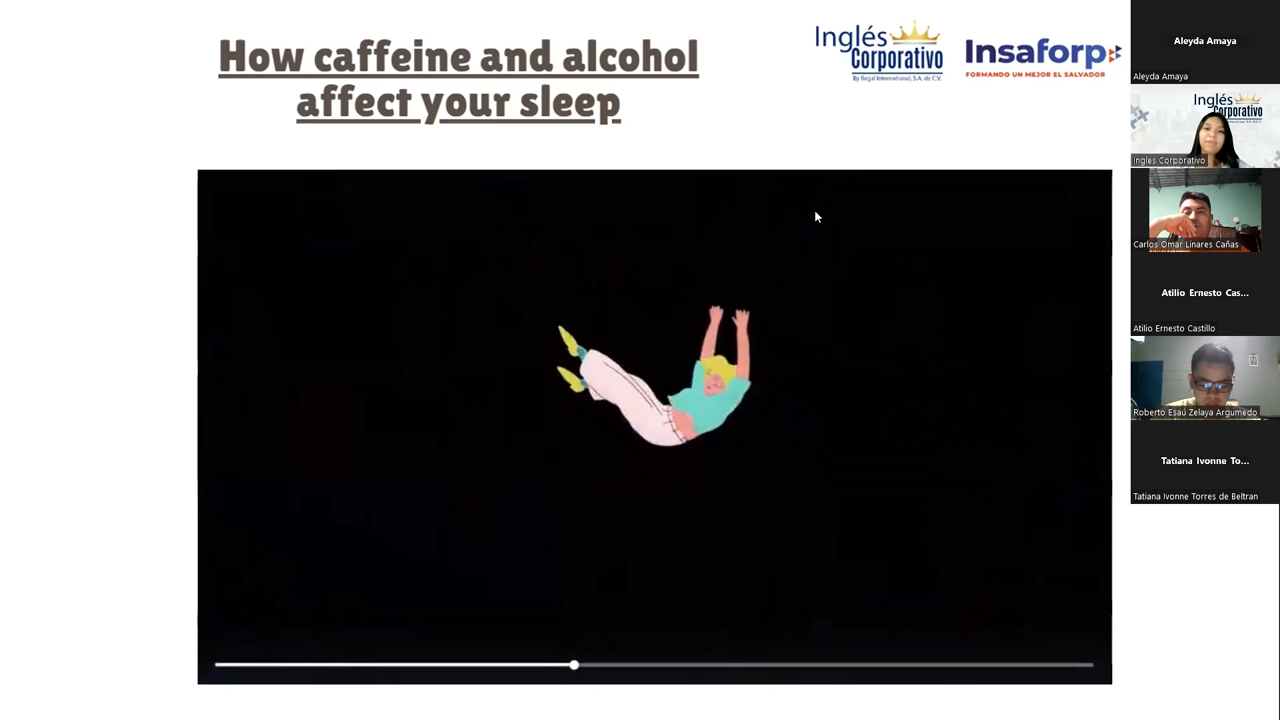 How caffeine and alcohol
affect your sleep
Inglés
Corporativo
By Regal International, S.A. de C.V.
Insaforp
FORMANDO UN MEJOR EL SALVADOR
Aleyda Amaya
Aleyda Amaya
Inglés
Corporativo
Ingles Corporativo
Carlos Omar Linares Cañas
Atilio Ernesto Cas...
Atilio Ernesto Castillo
Roberto Esaú Zelaya Argumedo
Tatiana Ivonne To...
Tatiana Ivonne Torres de Beltran